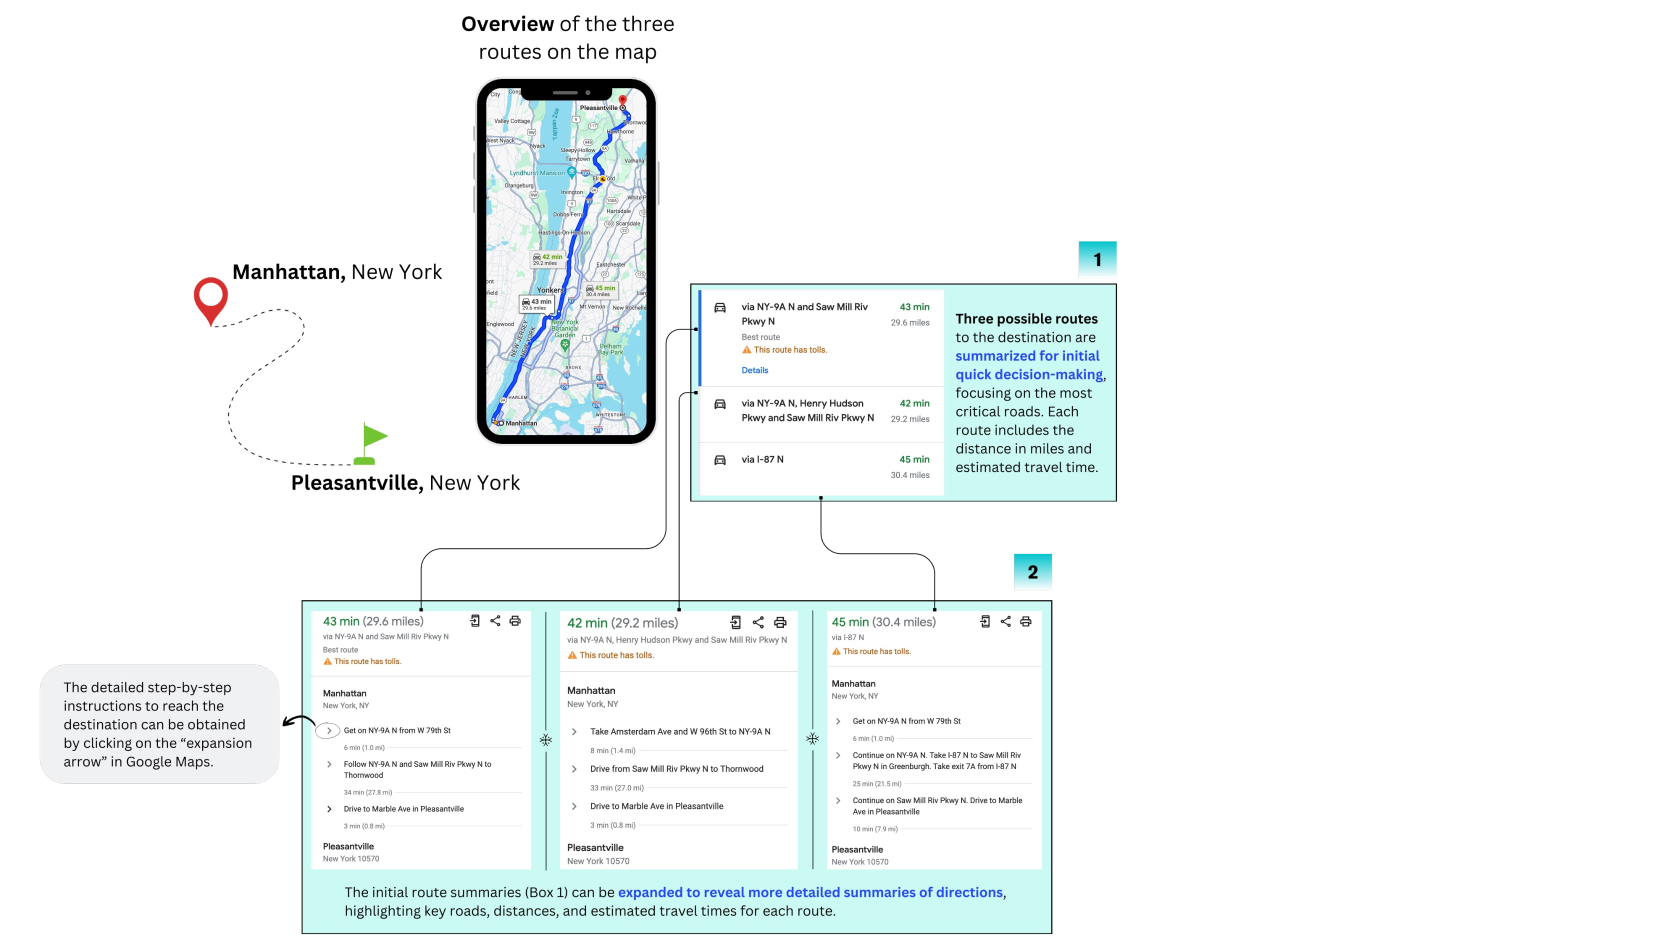 Overview of the three
routes on the map
Pleasantville
Thornwood
Hawthorne
Valley Cottage
West Nyack
Nyack
Sleepy Hollow
Tarrytown
Valhalla
Lyndhurst Mansion
Orangeburg
Irvington
Dobbs Ferry
Hartsdale
Scarsdale
Hastings-On-Hudson
42 min
29.2 miles
Eastchester
45 min
30.4 miles
Yonkers
43 min
29.6 miles
Mt Vernon
New Rochelle
Englewood
New York
Botanical
Garden
NEW JERSEY
NEW YORK
Pelham
Bay Park
BRONX
HARLEM
WHITESTONE
Manhattan
Manhattan, New York
Pleasantville, New York
1
via NY-9A N and Saw Mill Riv
Pkwy N
43 min
29.6 miles
Best route
This route has tolls.
Details
via NY-9A N, Henry Hudson
Pkwy and Saw Mill Riv Pkwy N
42 min
29.2 miles
via I-87 N
45 min
30.4 miles
Three possible routes
to the destination are
summarized for initial
quick decision-making,
focusing on the most
critical roads. Each
route includes the
distance in miles and
estimated travel time.
2
43 min (29.6 miles)
via NY-9A N and Saw Mill Riv Pkwy N
Best route
This route has tolls.
Manhattan
New York, NY
Get on NY-9A N from W 79th St
6 min (1.0 mi)
Follow NY-9A N and Saw Mill Riv Pkwy N to
Thornwood
34 min (27.8 mi)
Drive to Marble Ave in Pleasantville
3 min (0.8 mi)
Pleasantville
New York 10570
42 min (29.2 miles)
via NY-9A N, Henry Hudson Pkwy and Saw Mill Riv Pkwy N
This route has tolls.
Manhattan
New York, NY
Take Amsterdam Ave and W 96th St to NY-9A N
8 min (1.4 mi)
Drive from Saw Mill Riv Pkwy N to Thornwood
33 min (27.0 mi)
Drive to Marble Ave in Pleasantville
3 min (0.8 mi)
Pleasantville
New York 10570
45 min (30.4 miles)
via I-87 N
This route has tolls.
Manhattan
New York, NY
Get on NY-9A N from W 79th St
6 min (1.0 mi)
Continue on NY-9A N. Take I-87 N to Saw Mill Riv
Pkwy N in Greenburgh. Take exit 7A from I-87 N
25 min (21.5 mi)
Continue on Saw Mill Riv Pkwy N. Drive to Marble
Ave in Pleasantville
10 min (7.9 mi)
Pleasantville
New York 10570
The detailed step-by-step
instructions to reach the
destination can be obtained
by clicking on the “expansion
arrow” in Google Maps.
The initial route summaries (Box 1) can be expanded to reveal more detailed summaries of directions,
highlighting key roads, distances, and estimated travel times for each route.